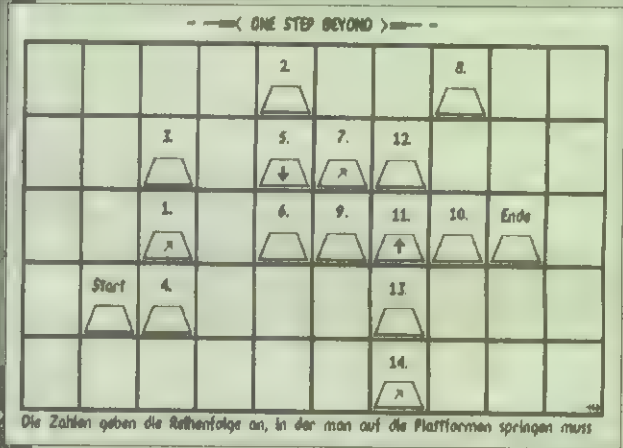 ONE STEP BEYOND
2. 8.
3. 5. 7. 12.
1. 6. 9. 11. 10. Ende
Start 4. 13.
14.
Die Zahlen geben die Reihenfolge an, in der man auf die Plattformen springen muss